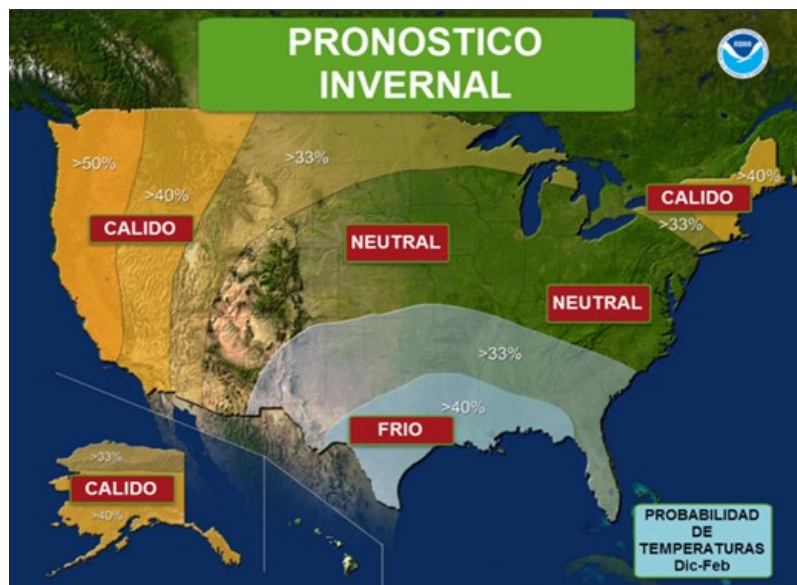 PRONOSTICO
INVERNAL
NOAA
>50%
>33%
>40%
CALIDO
NEUTRAL
>40%
CALIDO
>33%
NEUTRAL
>33%
>40%
FRIO
>33%
CALIDO
>40%
PROBABILIDAD
DE
TEMPERATURAS
Dic-Feb